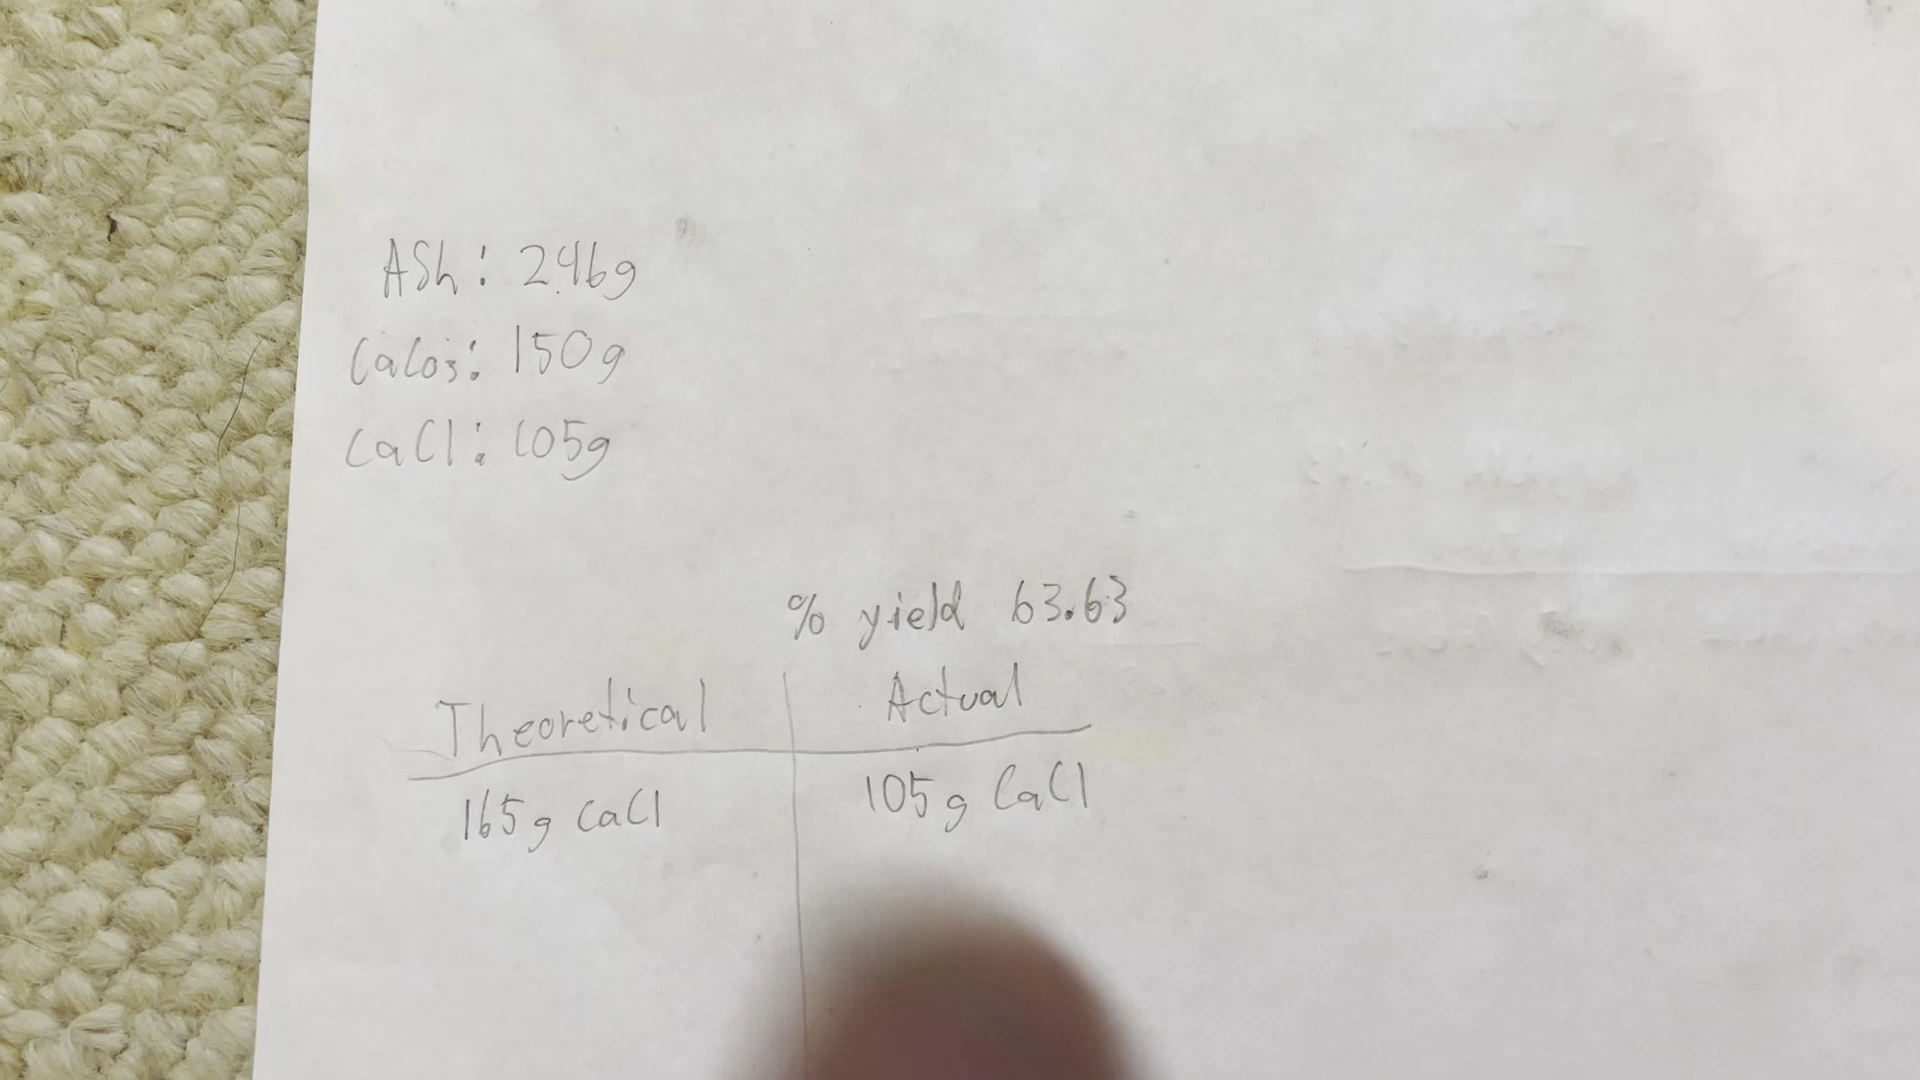 ASh: 246g
CaCo3: 150g
CaCl: 105g
% yield 63.63
Theoretical Actual
165g CaCl 105g CaCl